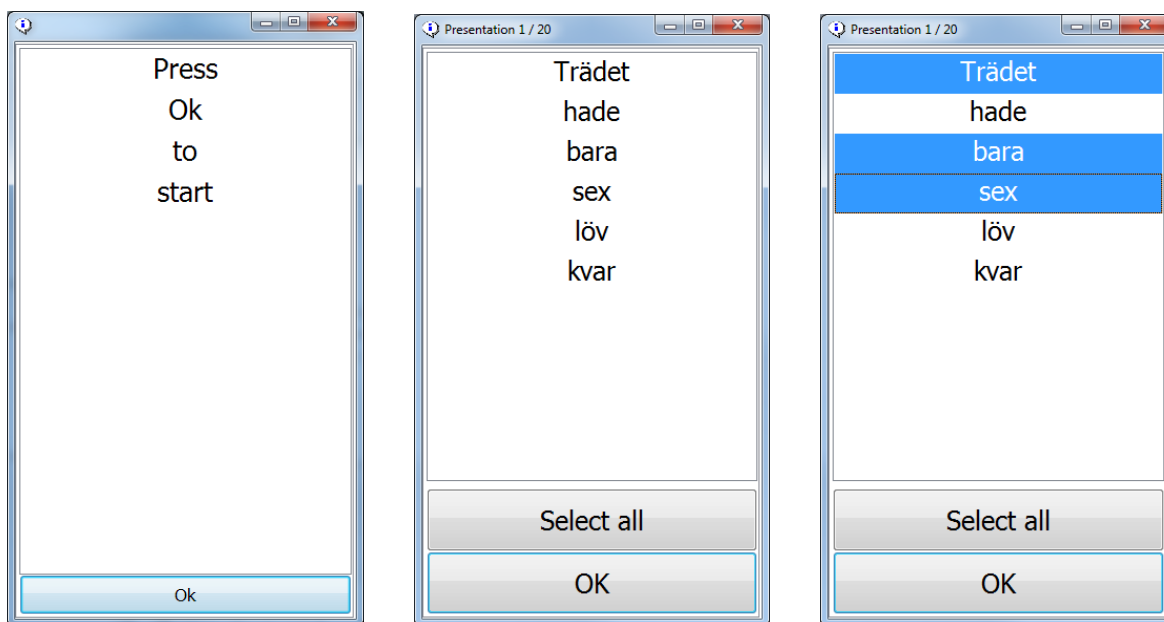 Press
Ok
to
start
Ok
Presentation 1 / 20
Trädet
hade
bara
sex
löv
kvar
Select all
OK
Presentation 1 / 20
Trädet
hade
bara
sex
löv
kvar
Select all
OK